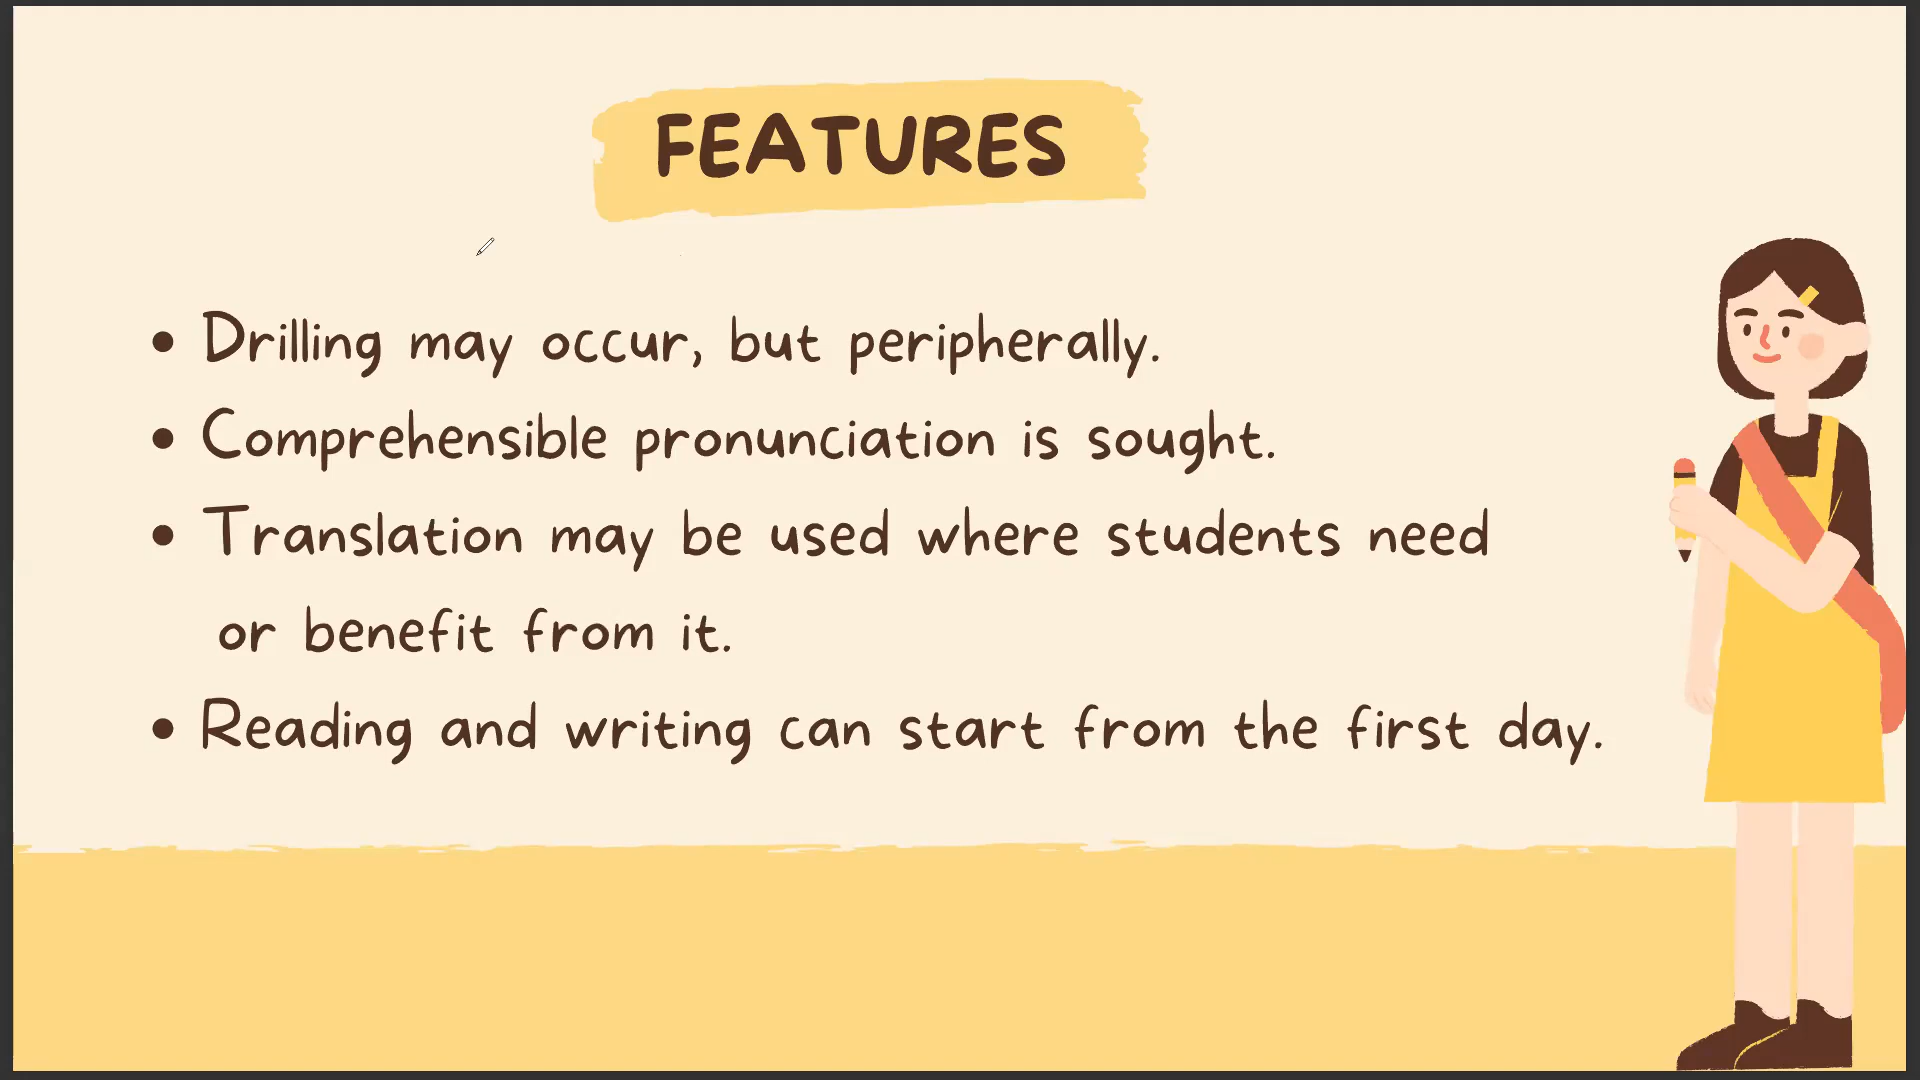 FEATURES
• Drilling may occur, but peripherally.
• Comprehensible pronunciation is sought.
• Translation may be used where students need
or benefit from it.
• Reading and writing can start from the first day.